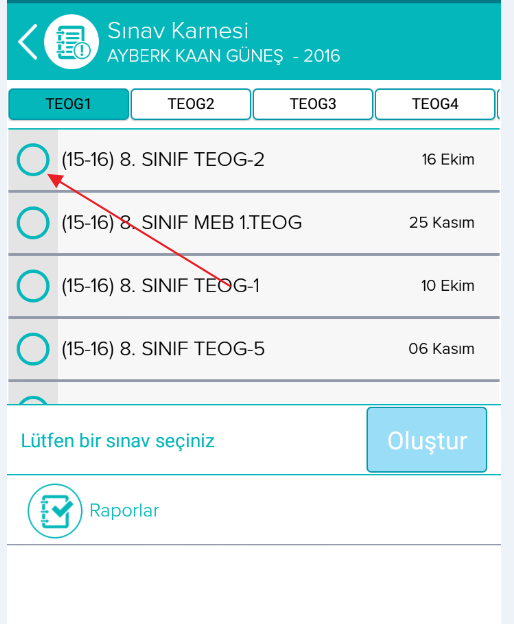 Sınav Karnesi
AYBERK KAAN GÜNEŞ - 2016
TEOG1 TEOG2 TEOG3 TEOG4
(15-16) 8. SINIF TEOG-2 16 Ekim
(15-16) 8. SINIF MEB 1.TEOG 25 Kasım
(15-16) 8. SINIF TEOG-1 10 Ekim
(15-16) 8. SINIF TEOG-5 06 Kasım
Lütfen bir sınav seçiniz Oluştur
Raporlar